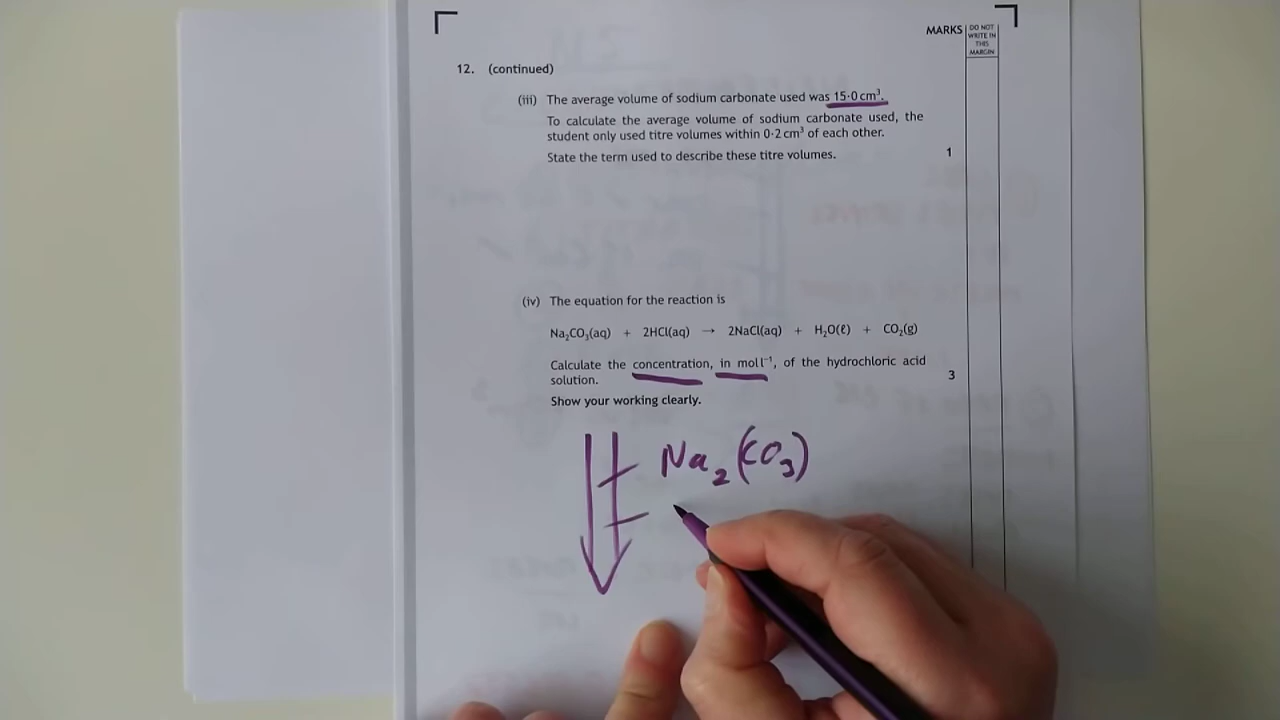 MARKS
DO NOT
WRITE IN
THIS
MARGIN
12. (continued)
(iii) The average volume of sodium carbonate used was 15·0 cm³.
To calculate the average volume of sodium carbonate used, the
student only used titre volumes within 0·2 cm³ of each other.
State the term used to describe these titre volumes. 1
(iv) The equation for the reaction is
Na₂CO₃(aq) + 2HCl(aq) → 2NaCl(aq) + H₂O(ℓ) + CO₂(g)
Calculate the concentration, in mol l⁻¹, of the hydrochloric acid
solution. 3
Show your working clearly.
Na₂(CO₃)